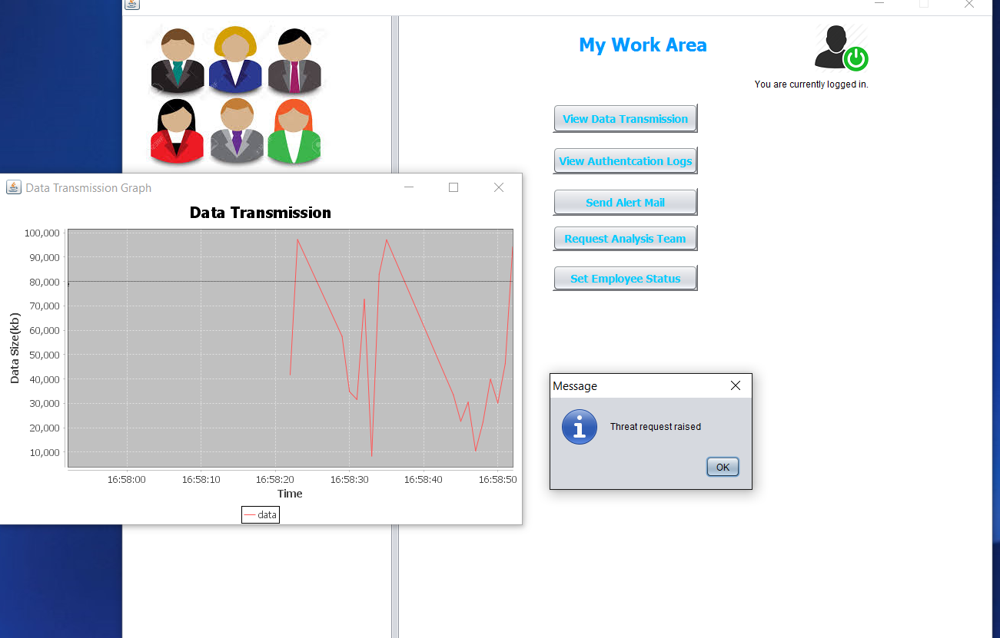 My Work Area
You are currently logged in.
View Data Transmission
View Authentcation Logs
Send Alert Mail
Request Analysis Team
Set Employee Status
Data Transmission Graph
Data Transmission
100,000
90,000
80,000
70,000
60,000
50,000
40,000
30,000
20,000
10,000
Data Size(kb)
16:58:00 16:58:10 16:58:20 16:58:30 16:58:40 16:58:50
Time
data
Message
Threat request raised
OK